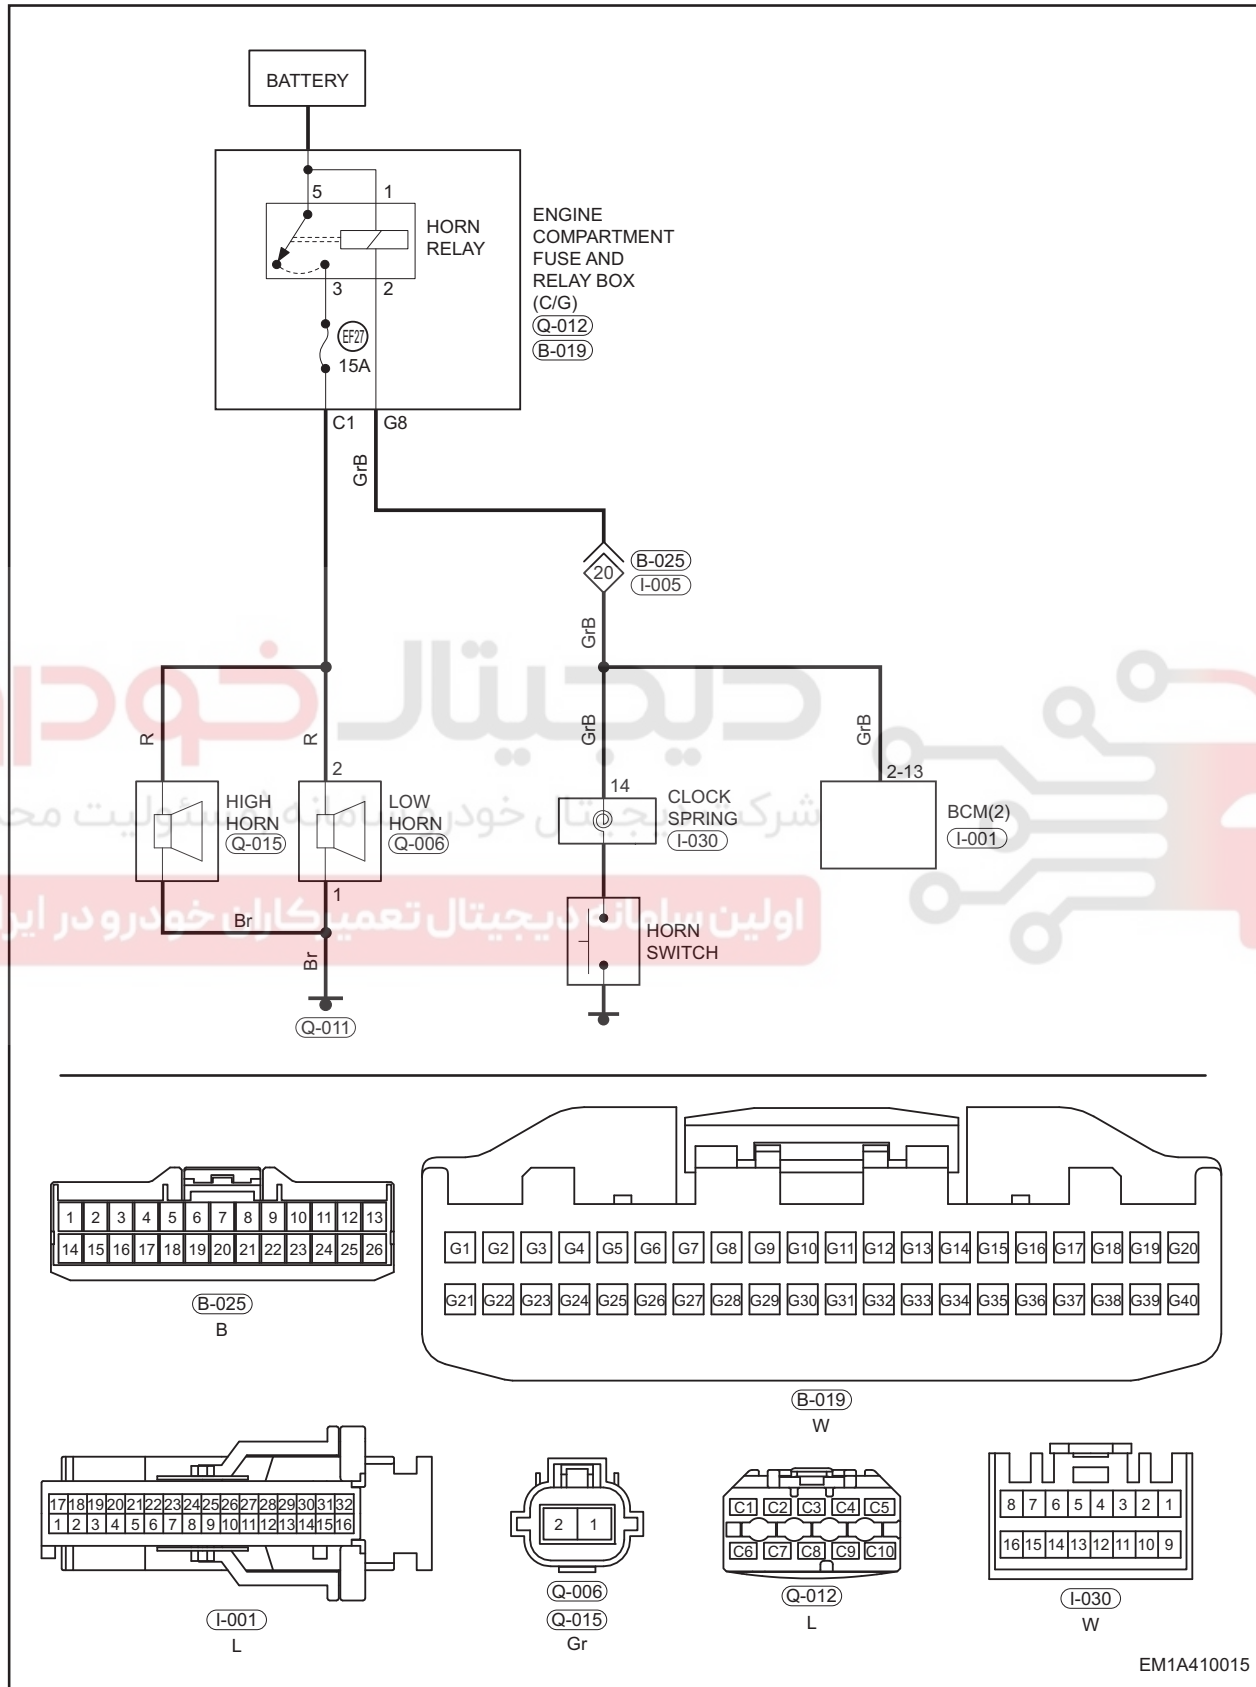 BATTERY
5
1
HORN
RELAY
3
2
EF27
15A
ENGINE
COMPARTMENT
FUSE AND
RELAY BOX
(C/G)
Q-012
B-019
C1
G8
GrB
20
B-025
I-005
GrB
دیجیتال خودرو
R
R
GrB
GrB
2
14
2-13
HIGH
HORN
Q-015
LOW
HORN
Q-006
CLOCK
SPRING
I-030
BCM(2)
I-001
شرکت دیجیتال خودرو سامانه
1
اولین سامانه دیجیتال تعمیرکاران خودرو در
Br
Br
HORN
SWITCH
Q-011
1 2 3 4 5 6 7 8 9 10 11 12 13
14 15 16 17 18 19 20 21 22 23 24 25 26
B-025
B
G1 G2 G3 G4 G5 G6 G7 G8 G9 G10 G11 G12 G13 G14 G15 G16 G17 G18 G19 G20
G21 G22 G23 G24 G25 G26 G27 G28 G29 G30 G31 G32 G33 G34 G35 G36 G37 G38 G39 G40
B-019
W
17 18 19 20 21 22 23 24 25 26 27 28 29 30 31 32
1 2 3 4 5 6 7 8 9 10 11 12 13 14 15 16
I-001
L
2 1
Q-006
Q-015
Gr
C1 C2 C3 C4 C5
C6 C7 C8 C9 C10
Q-012
L
8 7 6 5 4 3 2 1
16 15 14 13 12 11 10 9
I-030
W
EM1A410015